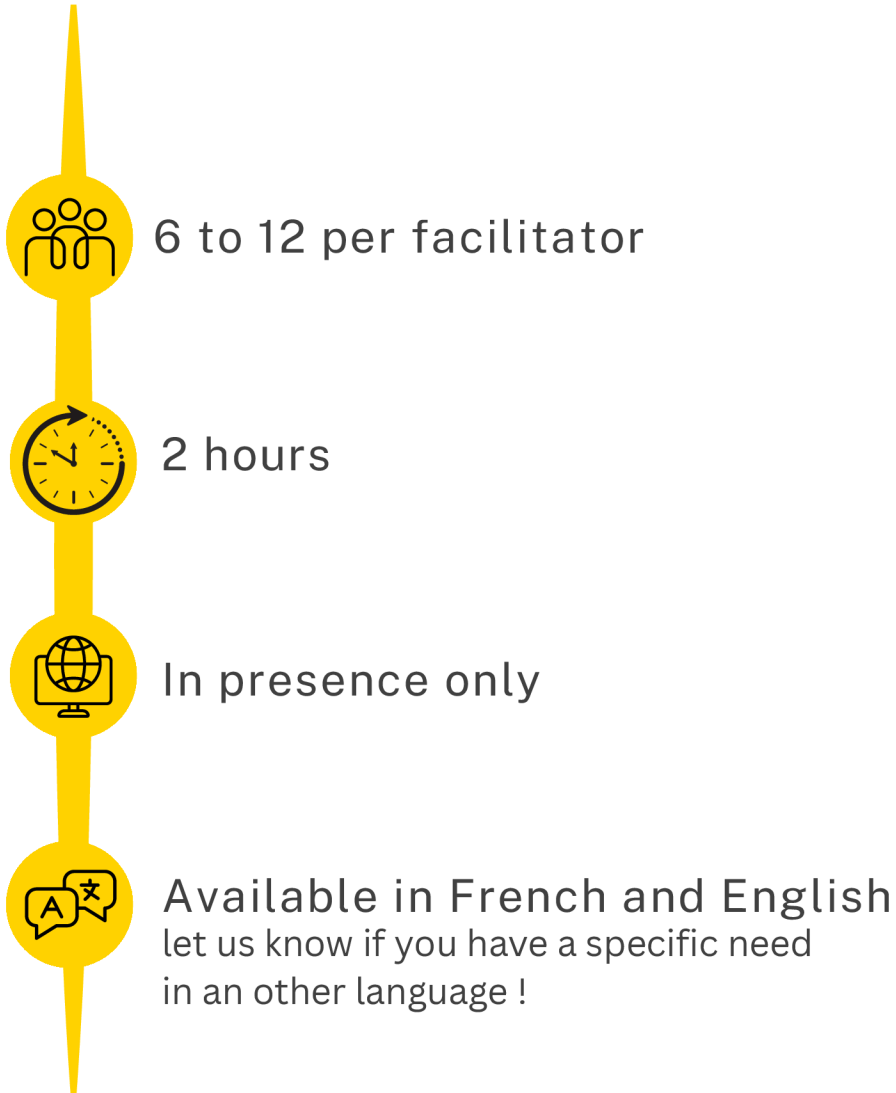 6 to 12 per facilitator
2 hours
In presence only
A 文
Available in French and English
let us know if you have a specific need
in an other language !